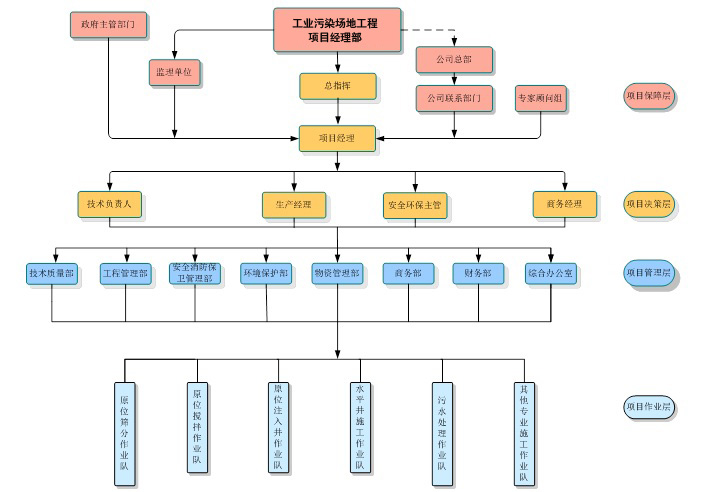 政府主管部门
工业污染场地工程
项目经理部
监理单位
公司总部
总指挥
公司联系部门
专家顾问组
项目保障层
项目经理
技术负责人
生产经理
安全环保主管
商务经理
项目决策层
技术质量部
工程管理部
安全消防保
卫管理部
环境保护部
物资管理部
商务部
财务部
综合办公室
项目管理层
原位筛分作业队
原位搅拌作业队
原位注入井作业队
水平井施工作业队
污水处理作业队
其他专业施工作业队
项目作业层